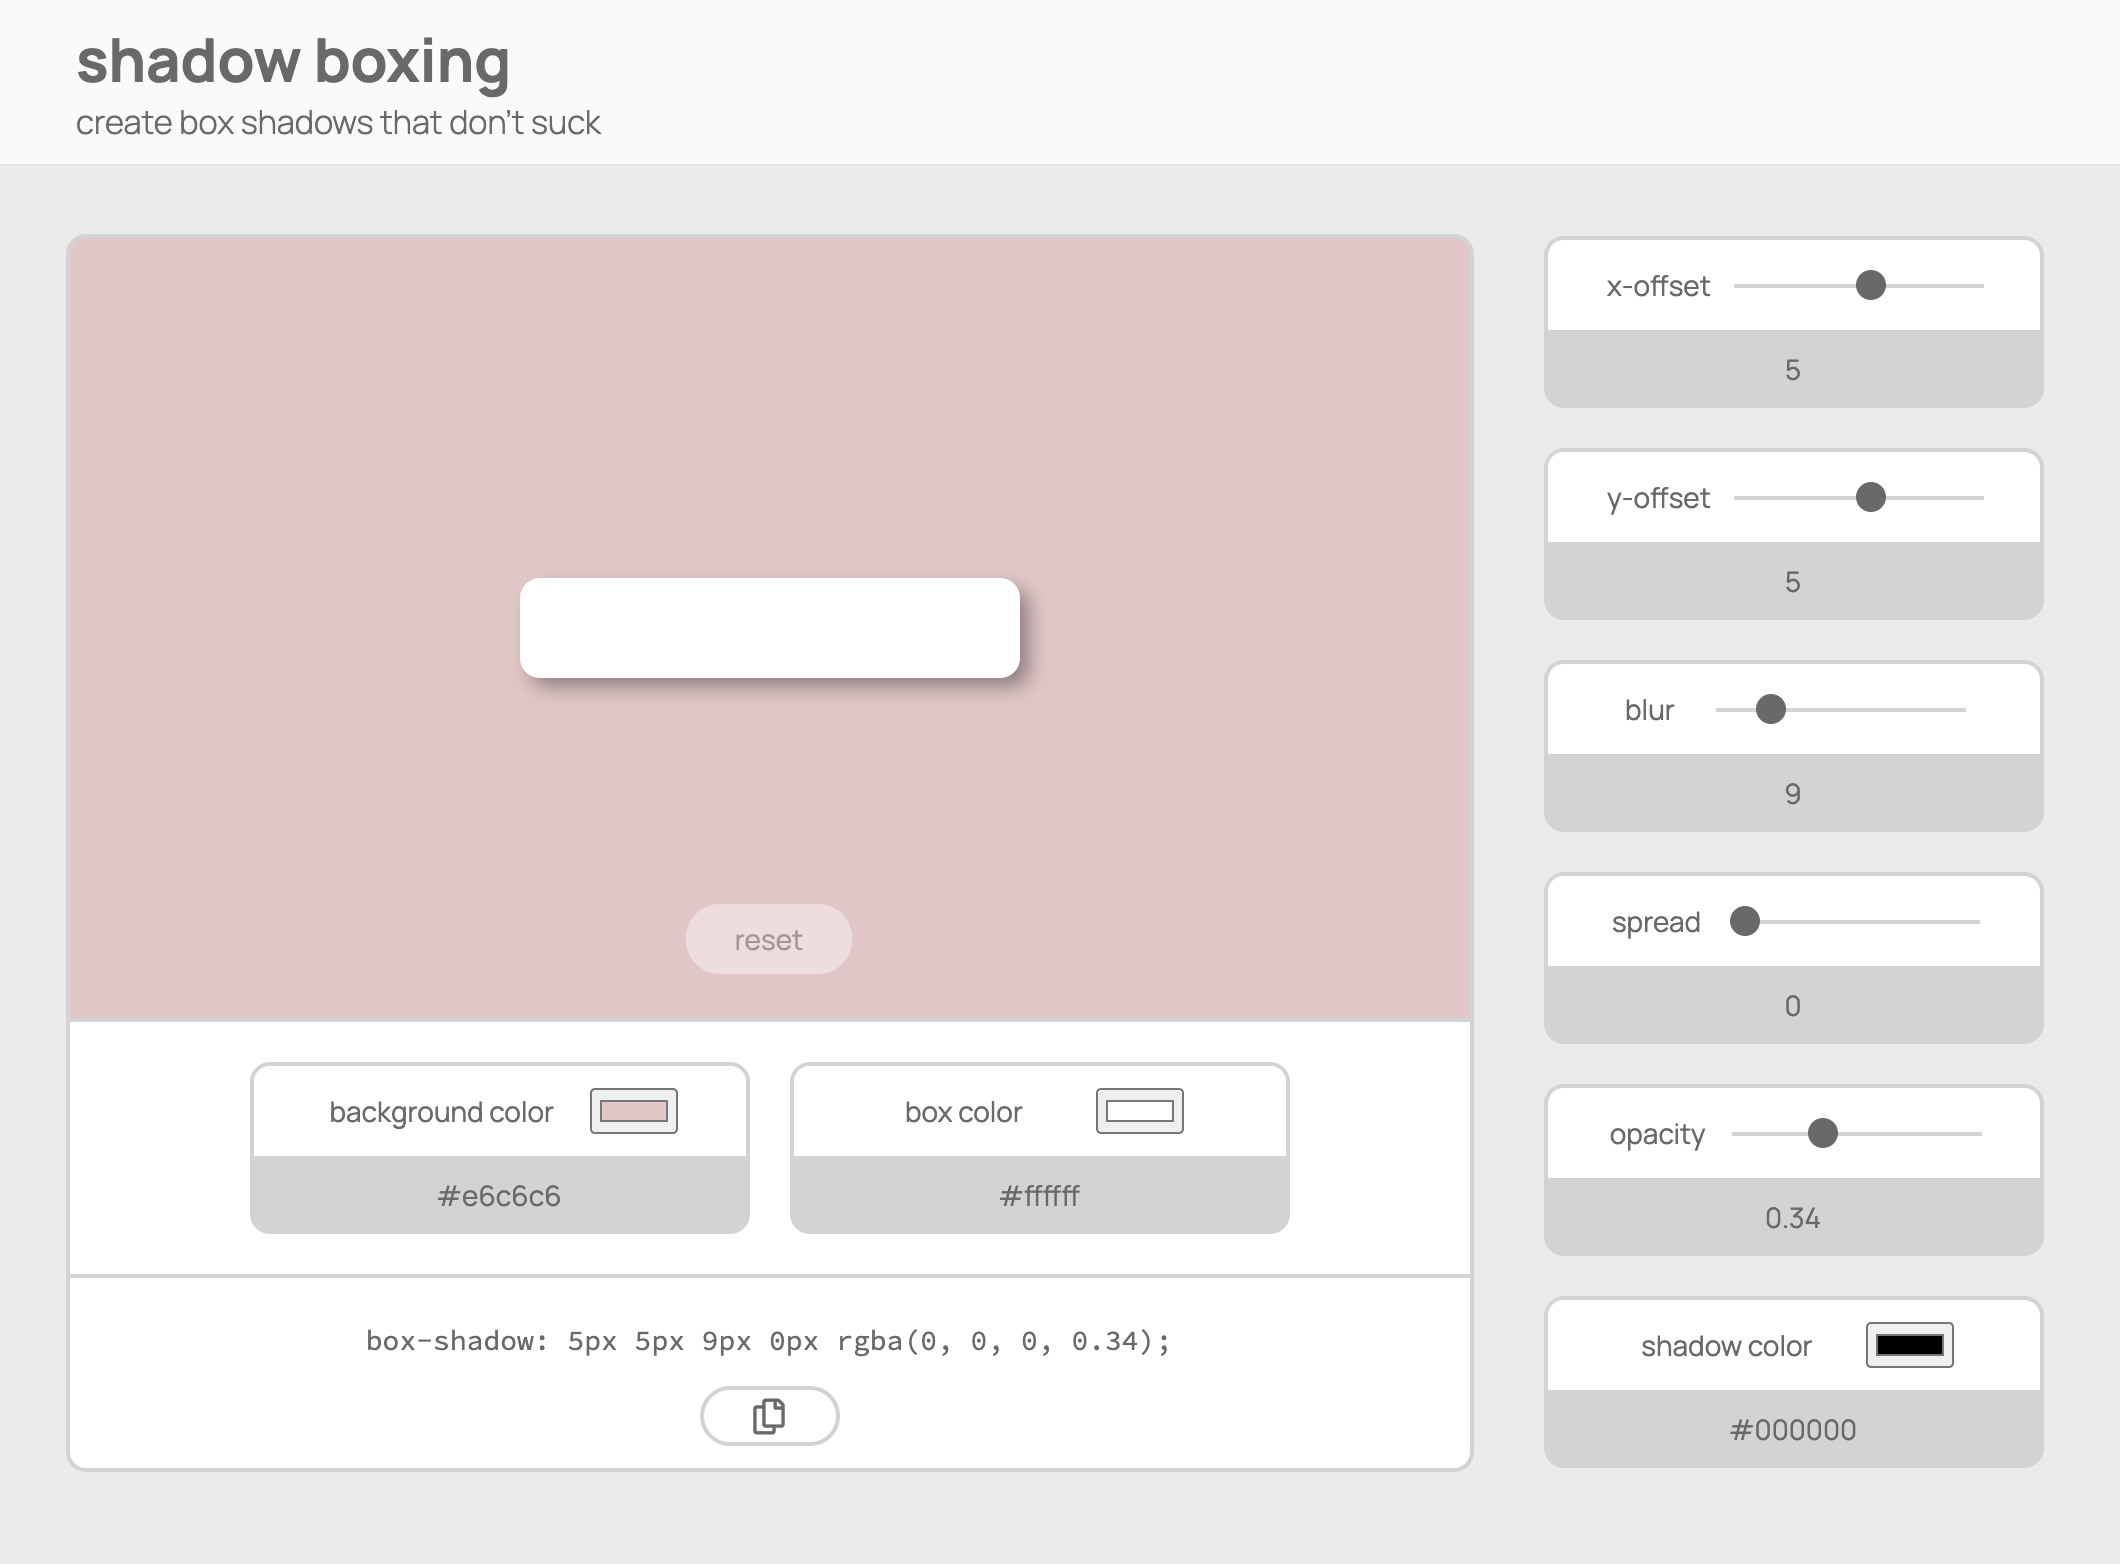 shadow boxing
create box shadows that don't suck
x-offset
5
y-offset
5
blur
9
spread
0
opacity
0.34
shadow color
#000000
reset
background color
#e6c6c6
box color
#ffffff
box-shadow: 5px 5px 9px 0px rgba(0, 0, 0, 0.34);